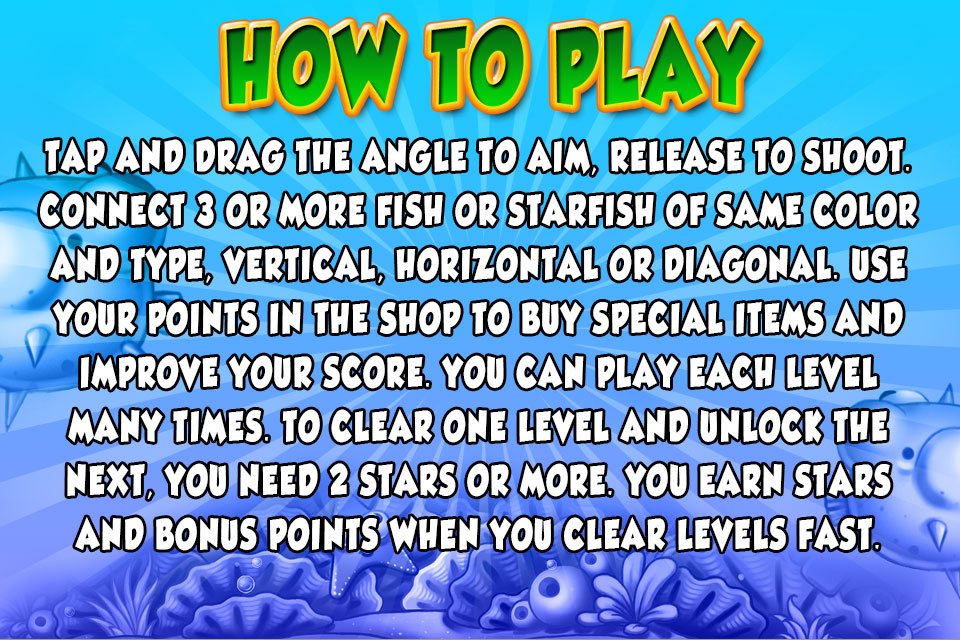 HOW TO PLAY
TAP AND DRAG THE ANGLE TO AIM, RELEASE TO SHOOT.
CONNECT 3 OR MORE FISH OR STARFISH OF SAME COLOR
AND TYPE, VERTICAL, HORIZONTAL OR DIAGONAL. USE
YOUR POINTS IN THE SHOP TO BUY SPECIAL ITEMS AND
IMPROVE YOUR SCORE. YOU CAN PLAY EACH LEVEL
MANY TIMES. TO CLEAR ONE LEVEL AND UNLOCK THE
NEXT, YOU NEED 2 STARS OR MORE. YOU EARN STARS
AND BONUS POINTS WHEN YOU CLEAR LEVELS FAST.